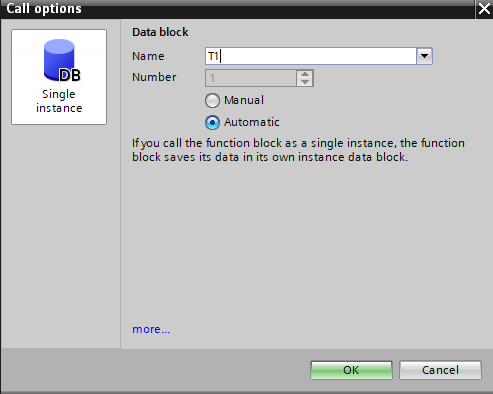 Call options
DB
Single
instance
Data block
Name
T1
Number
1
Manual
Automatic
If you call the function block as a single instance, the function
block saves its data in its own instance data block.
more...
OK
Cancel